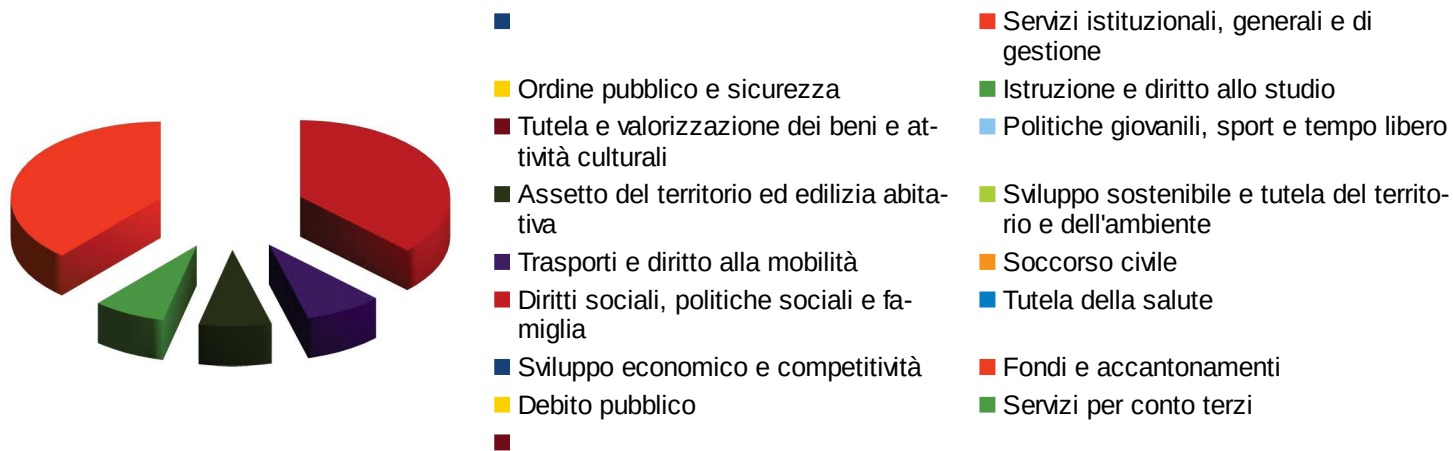 Servizi istituzionali, generali e di
gestione
Ordine pubblico e sicurezza
Istruzione e diritto allo studio
Tutela e valorizzazione dei beni e at-
tività culturali
Politiche giovanili, sport e tempo libero
Assetto del territorio ed edilizia abita-
tiva
Sviluppo sostenibile e tutela del territo-
rio e dell'ambiente
Trasporti e diritto alla mobilità
Soccorso civile
Diritti sociali, politiche sociali e fa-
miglia
Tutela della salute
Sviluppo economico e competitività
Fondi e accantonamenti
Debito pubblico
Servizi per conto terzi